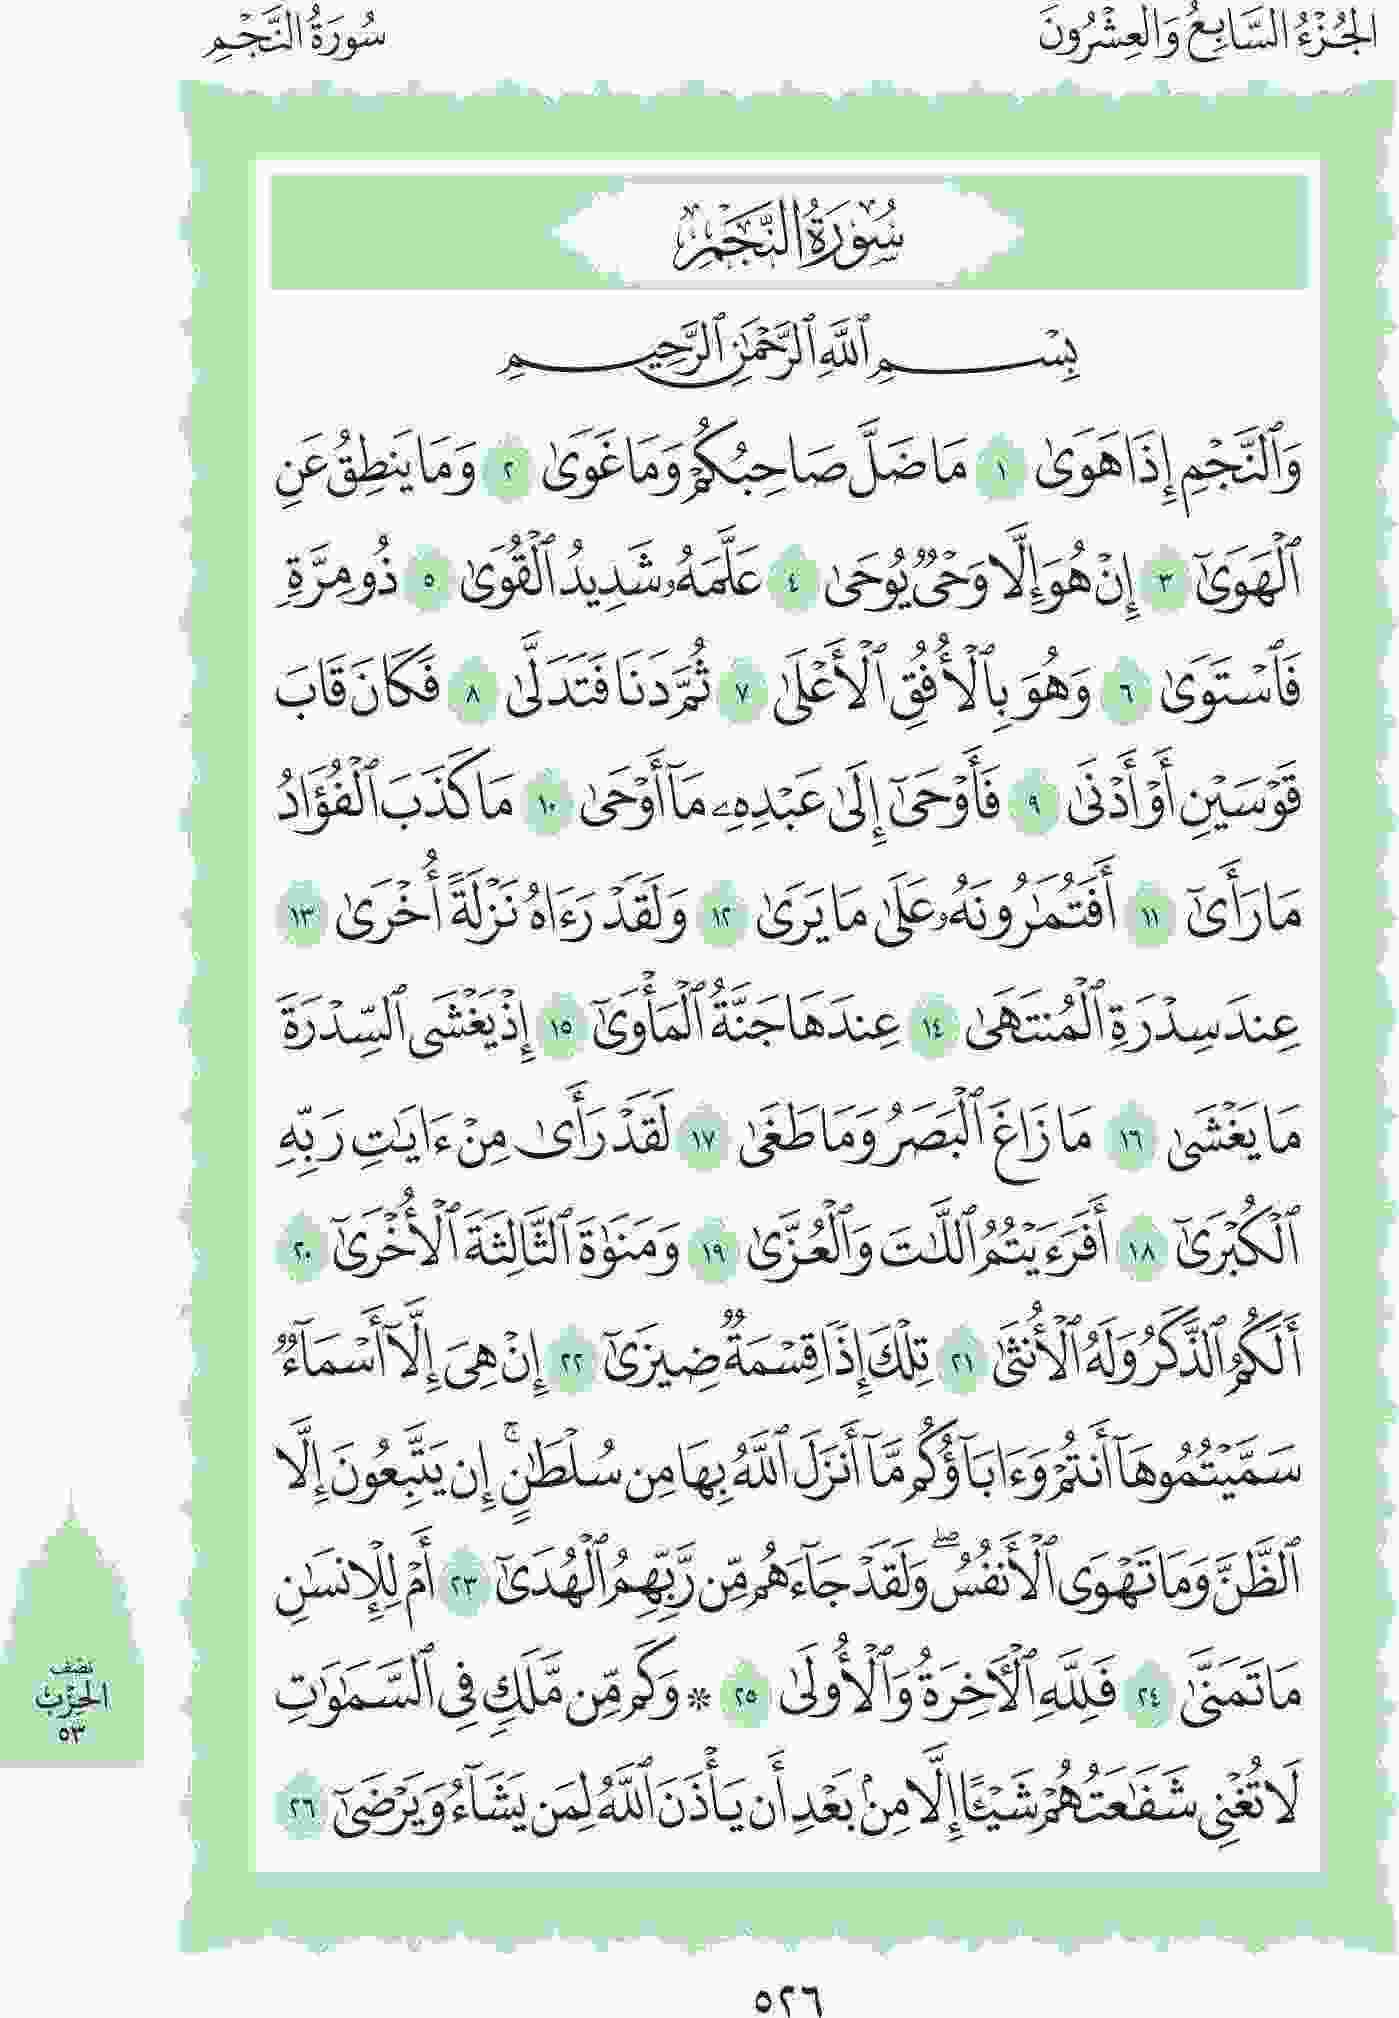 الجُزْءُ السَّابِعُ وَالعِشْرُونَ
سُورَةُ النَّجْمِ
سُورَةُ النَّجْمِ
بِسْمِ ٱللَّهِ ٱلرَّحْمَٰنِ ٱلرَّحِيمِ
وَٱلنَّجْمِ إِذَا هَوَىٰ ١ مَا ضَلَّ صَاحِبُكُمْ وَمَا غَوَىٰ ٢ وَمَا يَنطِقُ عَنِ
ٱلْهَوَىٰٓ ٣ إِنْ هُوَ إِلَّا وَحْىٌ يُوحَىٰ ٤ عَلَّمَهُۥ شَدِيدُ ٱلْقُوَىٰ ٥ ذُو مِرَّةٍ
فَٱسْتَوَىٰ ٦ وَهُوَ بِٱلْأُفُقِ ٱلْأَعْلَىٰ ٧ ثُمَّ دَنَا فَتَدَلَّىٰ ٨ فَكَانَ قَابَ
قَوْسَيْنِ أَوْ أَدْنَىٰ ٩ فَأَوْحَىٰٓ إِلَىٰ عَبْدِهِۦ مَآ أَوْحَىٰ ١٠ مَا كَذَبَ ٱلْفُؤَادُ
مَا رَأَىٰٓ ١١ أَفَتُمَٰرُونَهُۥ عَلَىٰ مَا يَرَىٰ ١٢ وَلَقَدْ رَءَاهُ نَزْلَةً أُخْرَىٰ ١٣
عِندَ سِدْرَةِ ٱلْمُنتَهَىٰ ١٤ عِندَهَا جَنَّةُ ٱلْمَأْوَىٰٓ ١٥ إِذْ يَغْشَى ٱلسِّدْرَةَ
مَا يَغْشَىٰ ١٦ مَا زَاغَ ٱلْبَصَرُ وَمَا طَغَىٰ ١٧ لَقَدْ رَأَىٰ مِنْ ءَايَٰتِ رَبِّهِ
ٱلْكُبْرَىٰٓ ١٨ أَفَرَءَيْتُمُ ٱللَّٰتَ وَٱلْعُزَّىٰ ١٩ وَمَنَوٰةَ ٱلثَّالِثَةَ ٱلْأُخْرَىٰٓ ٢٠
أَلَكُمُ ٱلذَّكَرُ وَلَهُ ٱلْأُنثَىٰ ٢١ تِلْكَ إِذًا قِسْمَةٌ ضِيزَىٰٓ ٢٢ إِنْ هِىَ إِلَّآ أَسْمَآءٌ
سَمَّيْتُمُوهَآ أَنتُمْ وَءَابَآؤُكُم مَّآ أَنزَلَ ٱللَّهُ بِهَا مِن سُلْطَٰنٍ ۚ إِن يَتَّبِعُونَ إِلَّا
ٱلظَّنَّ وَمَا تَهْوَى ٱلْأَنفُسُ ۖ وَلَقَدْ جَآءَهُم مِّن رَّبِّهِمُ ٱلْهُدَىٰٓ ٢٣ أَمْ لِلْإِنسَٰنِ
مَا تَمَنَّىٰ ٢٤ فَلِلَّهِ ٱلْءَاخِرَةُ وَٱلْأُولَىٰ ٢٥ * وَكَم مِّن مَّلَكٍ فِى ٱلسَّمَٰوَٰتِ
لَا تُغْنِى شَفَٰعَتُهُمْ شَيْـًٔا إِلَّا مِنۢ بَعْدِ أَن يَأْذَنَ ٱللَّهُ لِمَن يَشَآءُ وَيَرْضَىٰٓ ٢٦
نصف
الحزب
٥٣
٥٢٦